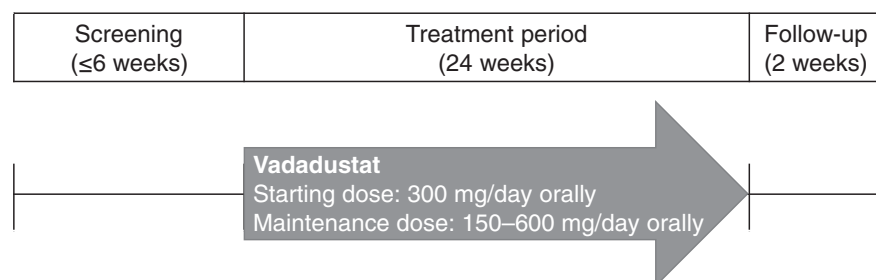 Screening
(≤6 weeks)
Treatment period
(24 weeks)
Follow-up
(2 weeks)
Vadadustat
Starting dose: 300 mg/day orally
Maintenance dose: 150–600 mg/day orally